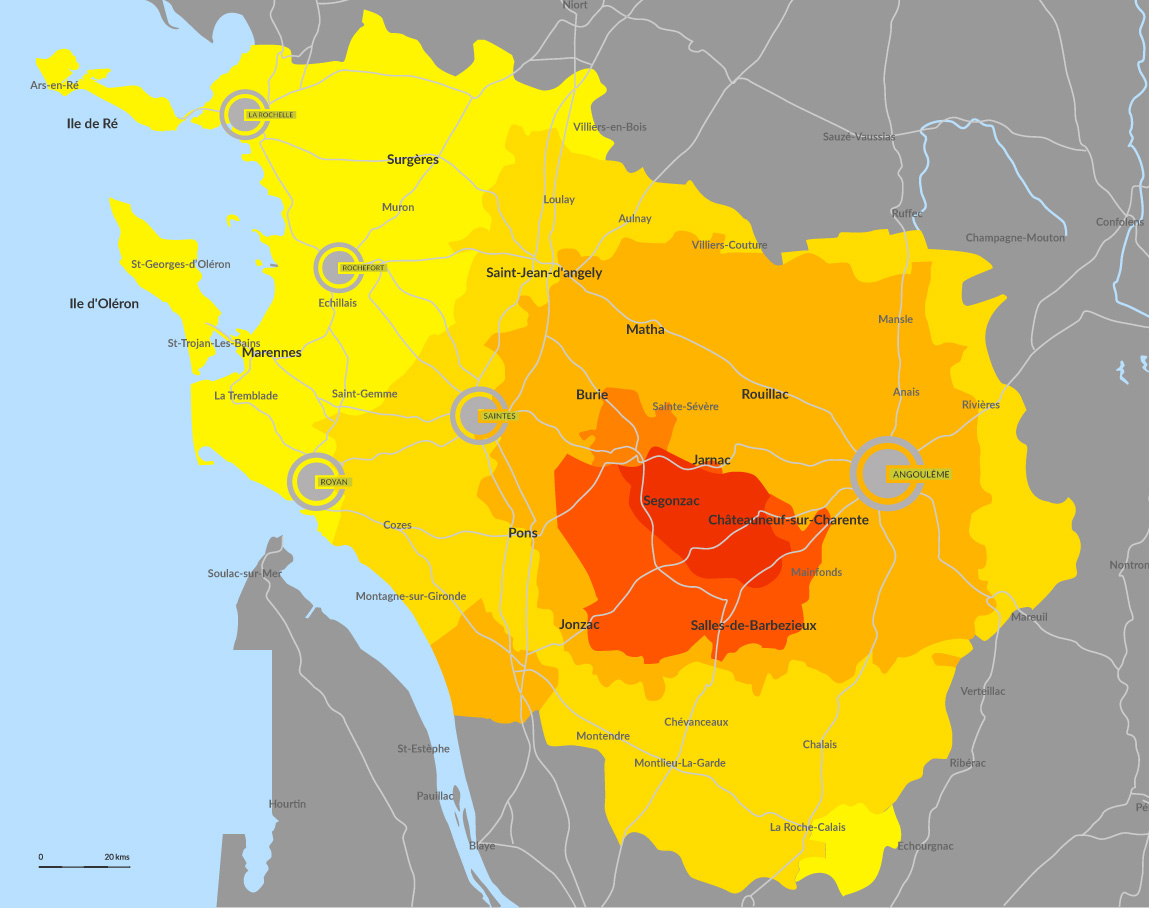 Niort
Ars-en-Ré
Ile de Ré
LA ROCHELLE
Villiers-en-Bois
Sauzé-Vaussias
Surgères
Loulay
Muron
Aulnay
Ruffec
Confolens
Villiers-Couture
Champagne-Mouton
St-Georges-d'Oléron
ROCHEFORT
Saint-Jean-d'angely
Ile d'Oléron
Echillais
Mansle
Matha
St-Trojan-Les-Bains
Marennes
La Tremblade
Saint-Gemme
Burie
Sainte-Sévère
Rouillac
Anais
Rivières
SAINTES
Jarnac
ANGOULÊME
ROYAN
Segonzac
Châteauneuf-sur-Charente
Cozes
Pons
Soulac-sur-Mer
Mainfonds
Nontron
Montagne-sur-Gironde
Jonzac
Salles-de-Barbezieux
Mareuil
Verteillac
Chévanceaux
Montendre
St-Estèphe
Chalais
Montlieu-La-Garde
Ribérac
Pauillac
Hourtin
Pé
La Roche-Calais
Blaye
Echourgnac
0 20 kms